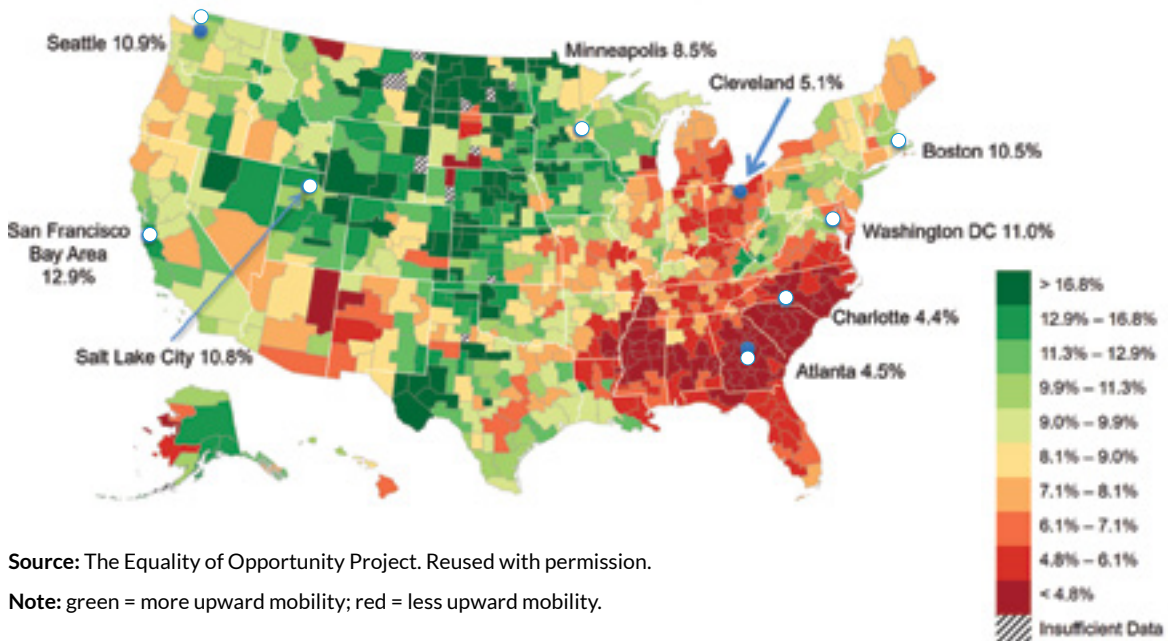 Seattle 10.9%
Minneapolis 8.5%
Cleveland 5.1%
Boston 10.5%
San Francisco
Bay Area
12.9%
Washington DC 11.0%
Charlotte 4.4%
Salt Lake City 10.8%
Atlanta 4.5%
> 16.8%
12.9% – 16.8%
11.3% – 12.9%
9.9% – 11.3%
9.0% – 9.9%
8.1% – 9.0%
7.1% – 8.1%
6.1% – 7.1%
4.8% – 6.1%
< 4.8%
Insufficient Data
Source: The Equality of Opportunity Project. Reused with permission.
Note: green = more upward mobility; red = less upward mobility.